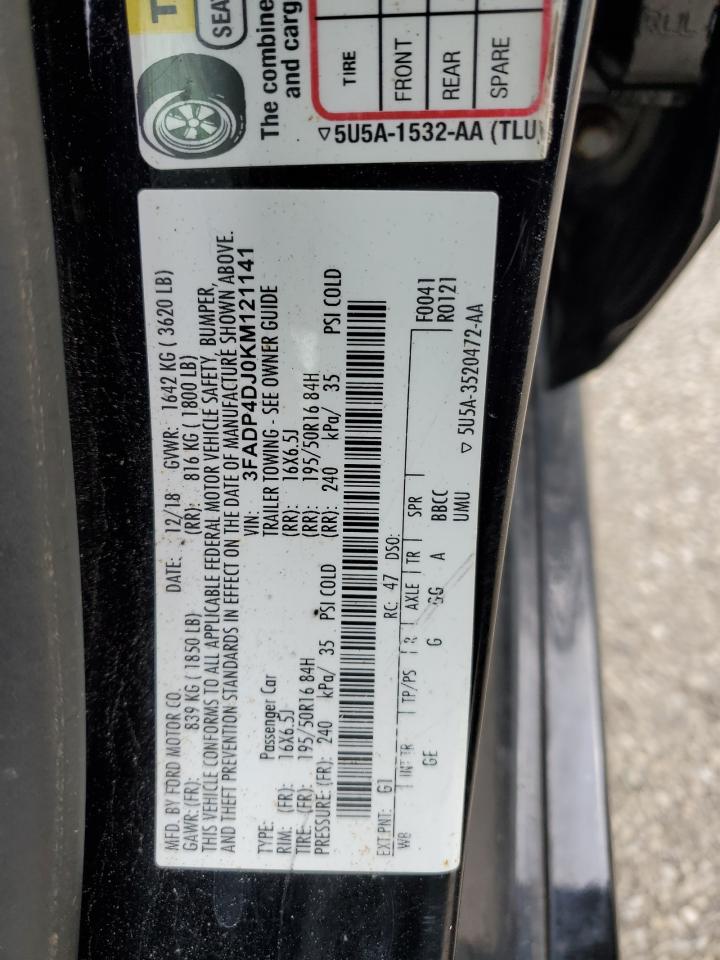 T
SEA
The combine
and carg
TIRE
FRONT
REAR
SPARE
▽5U5A-1532-AA (TLU
MFD. BY FORD MOTOR CO. DATE: 12/18 GVWR: 1642 KG ( 3620 LB)
GAWR: (FR): 839 KG ( 1850 LB) (RR): 816 KG ( 1800 LB)
THIS VEHICLE CONFORMS TO ALL APPLICABLE FEDERAL MOTOR VEHICLE SAFETY, BUMPER,
AND THEFT PREVENTION STANDARDS IN EFFECT ON THE DATE OF MANUFACTURE SHOWN ABOVE.
VIN: 3FADP4DJ0KM121141
TYPE: Passenger Car TRAILER TOWING - SEE OWNER GUIDE
RIM: (FR): 16X6.5J (RR): 16X6.5J
TIRE: (FR): 195/50R16 84H (RR): 195/50R16 84H
PRESSURE: (FR): 240 kPa/ 35 PSI COLD (RR): 240 kPa/ 35 PSI COLD
EXT PNT: G1 RC: 47 DSO: F0041
WB INT TR TP/PS R AXLE TR SPR R0121
GE G GG A BBCC
UMU
▽ 5U5A-3520472-AA